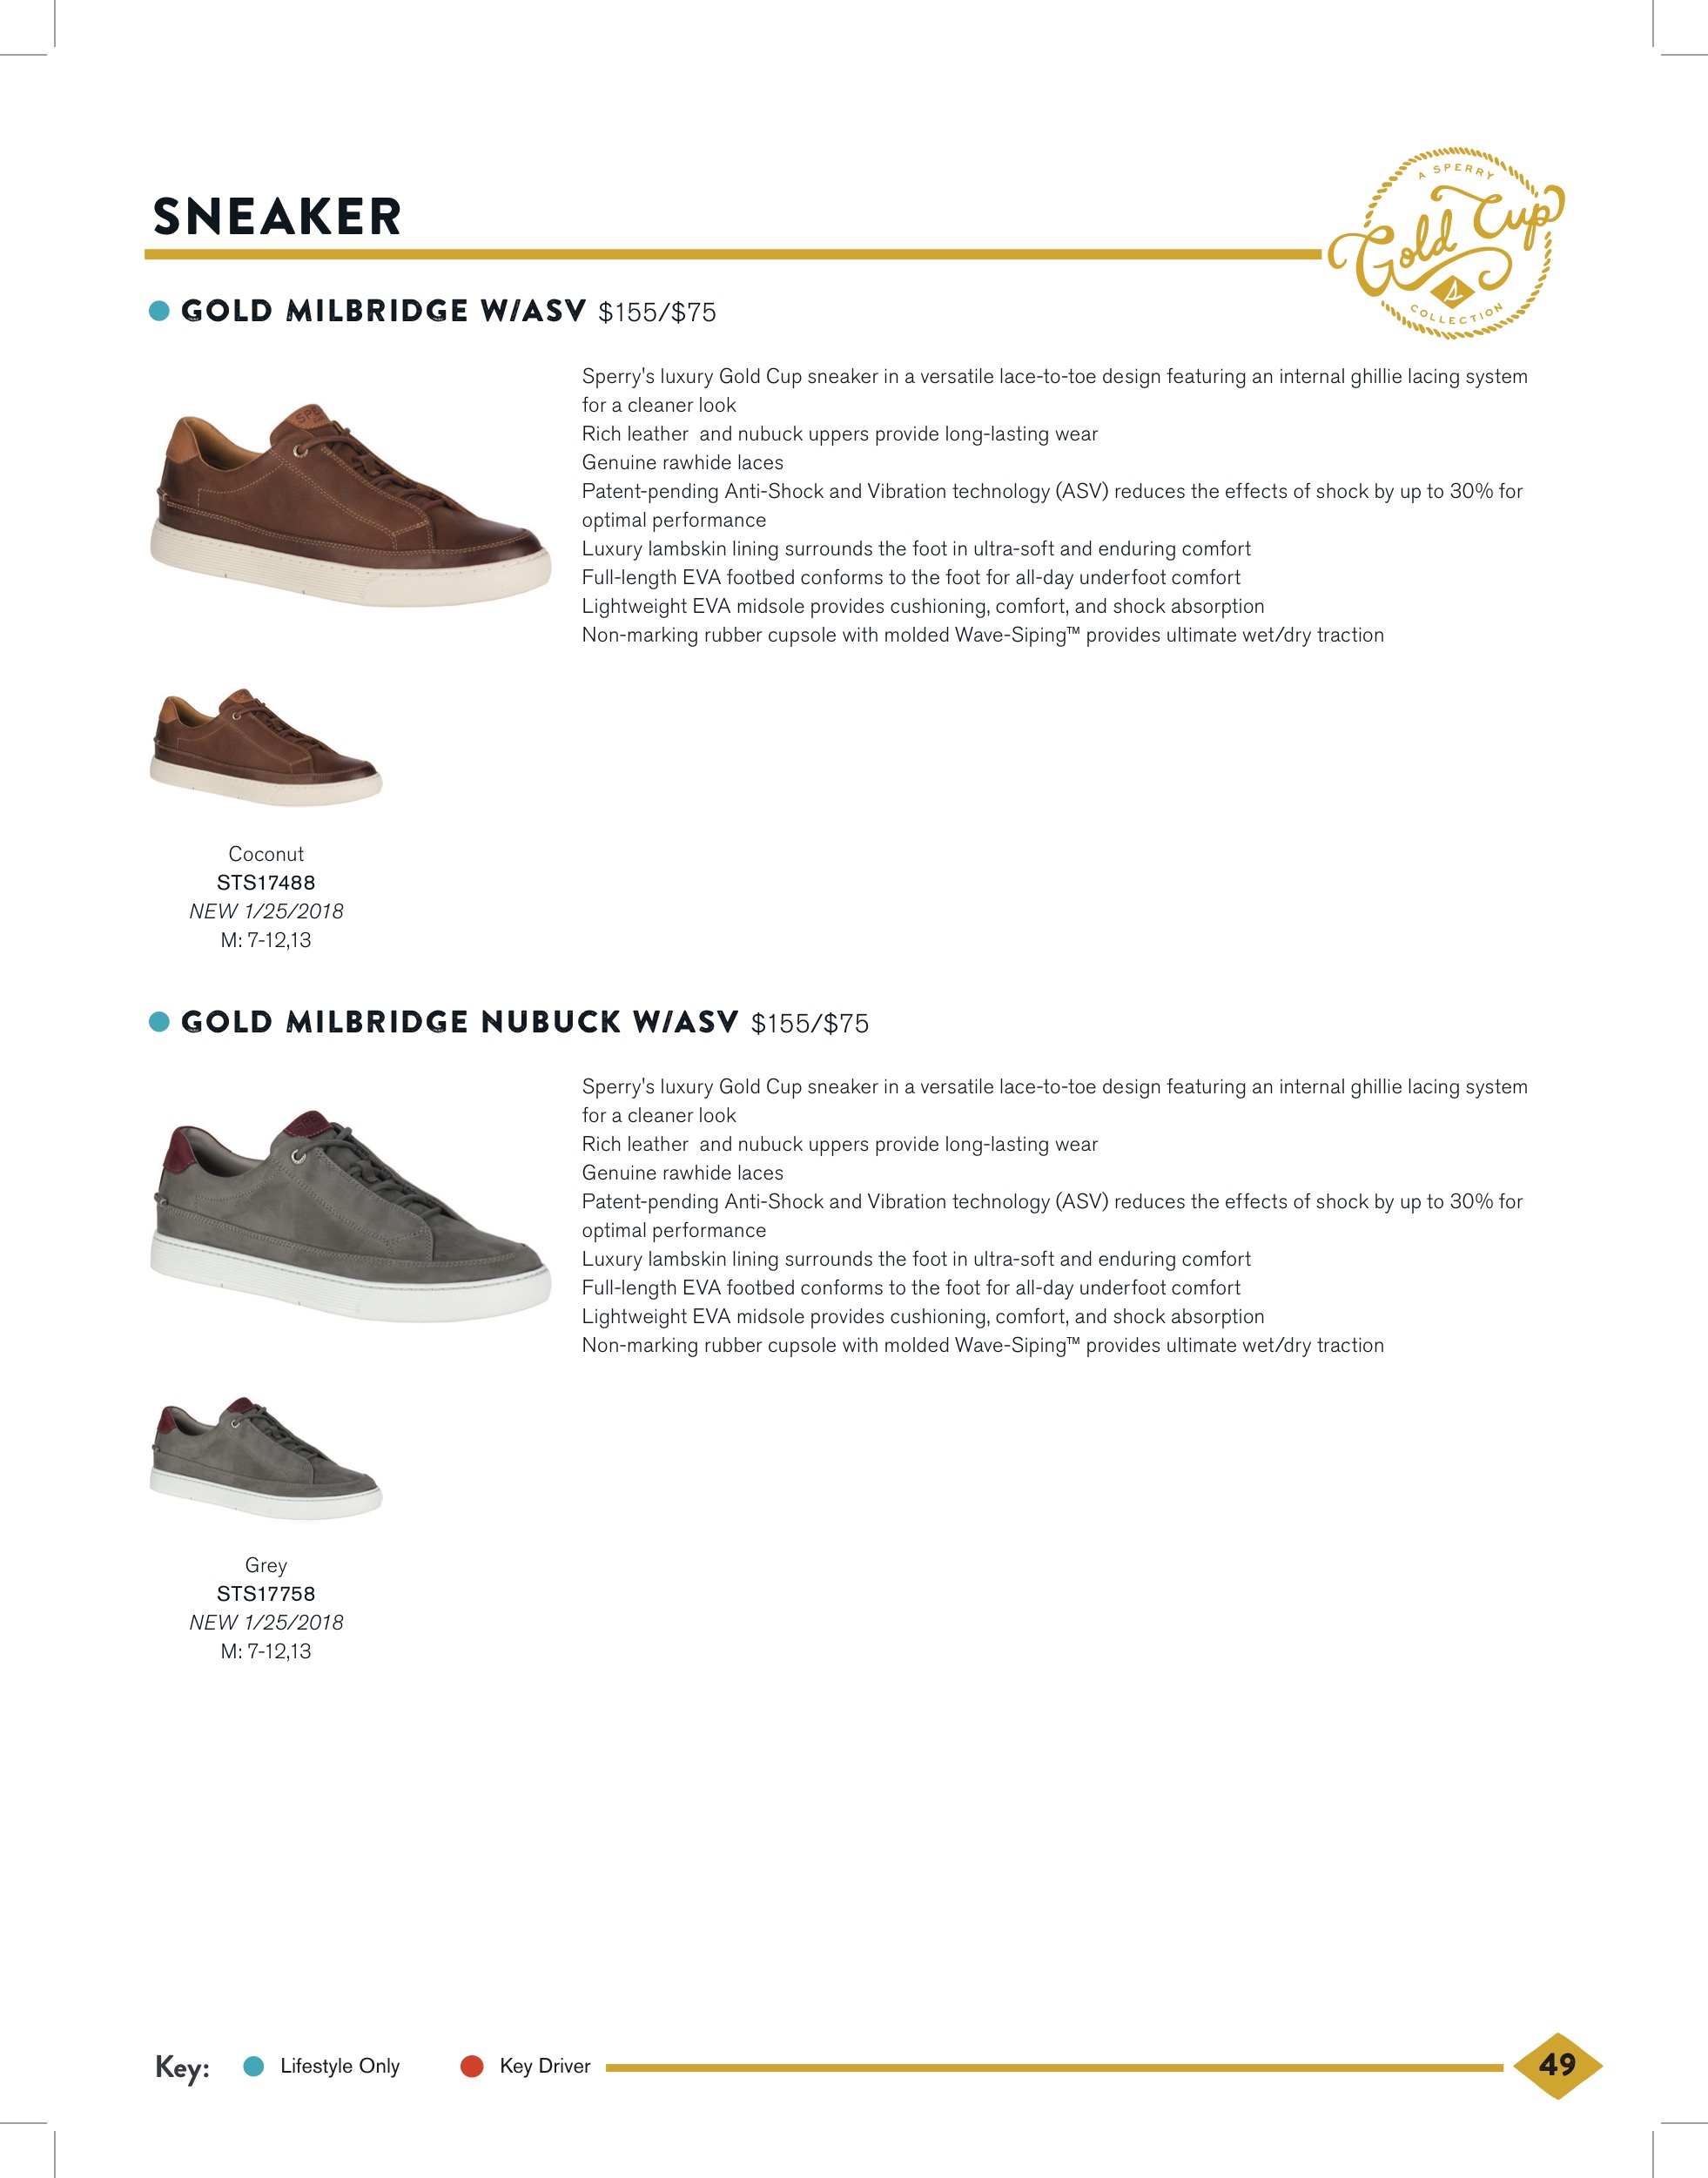 SNEAKER
A SPERRY
Gold Cup
COLLECTION
GOLD MILBRIDGE W/ASV $155/$75
Sperry's luxury Gold Cup sneaker in a versatile lace-to-toe design featuring an internal ghillie lacing system
for a cleaner look
Rich leather  and nubuck uppers provide long-lasting wear
Genuine rawhide laces
Patent-pending Anti-Shock and Vibration technology (ASV) reduces the effects of shock by up to 30% for
optimal performance
Luxury lambskin lining surrounds the foot in ultra-soft and enduring comfort
Full-length EVA footbed conforms to the foot for all-day underfoot comfort
Lightweight EVA midsole provides cushioning, comfort, and shock absorption
Non-marking rubber cupsole with molded Wave-Siping™ provides ultimate wet/dry traction
Coconut
STS17488
NEW 1/25/2018
M: 7-12,13
GOLD MILBRIDGE NUBUCK W/ASV $155/$75
Sperry's luxury Gold Cup sneaker in a versatile lace-to-toe design featuring an internal ghillie lacing system
for a cleaner look
Rich leather  and nubuck uppers provide long-lasting wear
Genuine rawhide laces
Patent-pending Anti-Shock and Vibration technology (ASV) reduces the effects of shock by up to 30% for
optimal performance
Luxury lambskin lining surrounds the foot in ultra-soft and enduring comfort
Full-length EVA footbed conforms to the foot for all-day underfoot comfort
Lightweight EVA midsole provides cushioning, comfort, and shock absorption
Non-marking rubber cupsole with molded Wave-Siping™ provides ultimate wet/dry traction
Grey
STS17758
NEW 1/25/2018
M: 7-12,13
Key: Lifestyle Only Key Driver
49